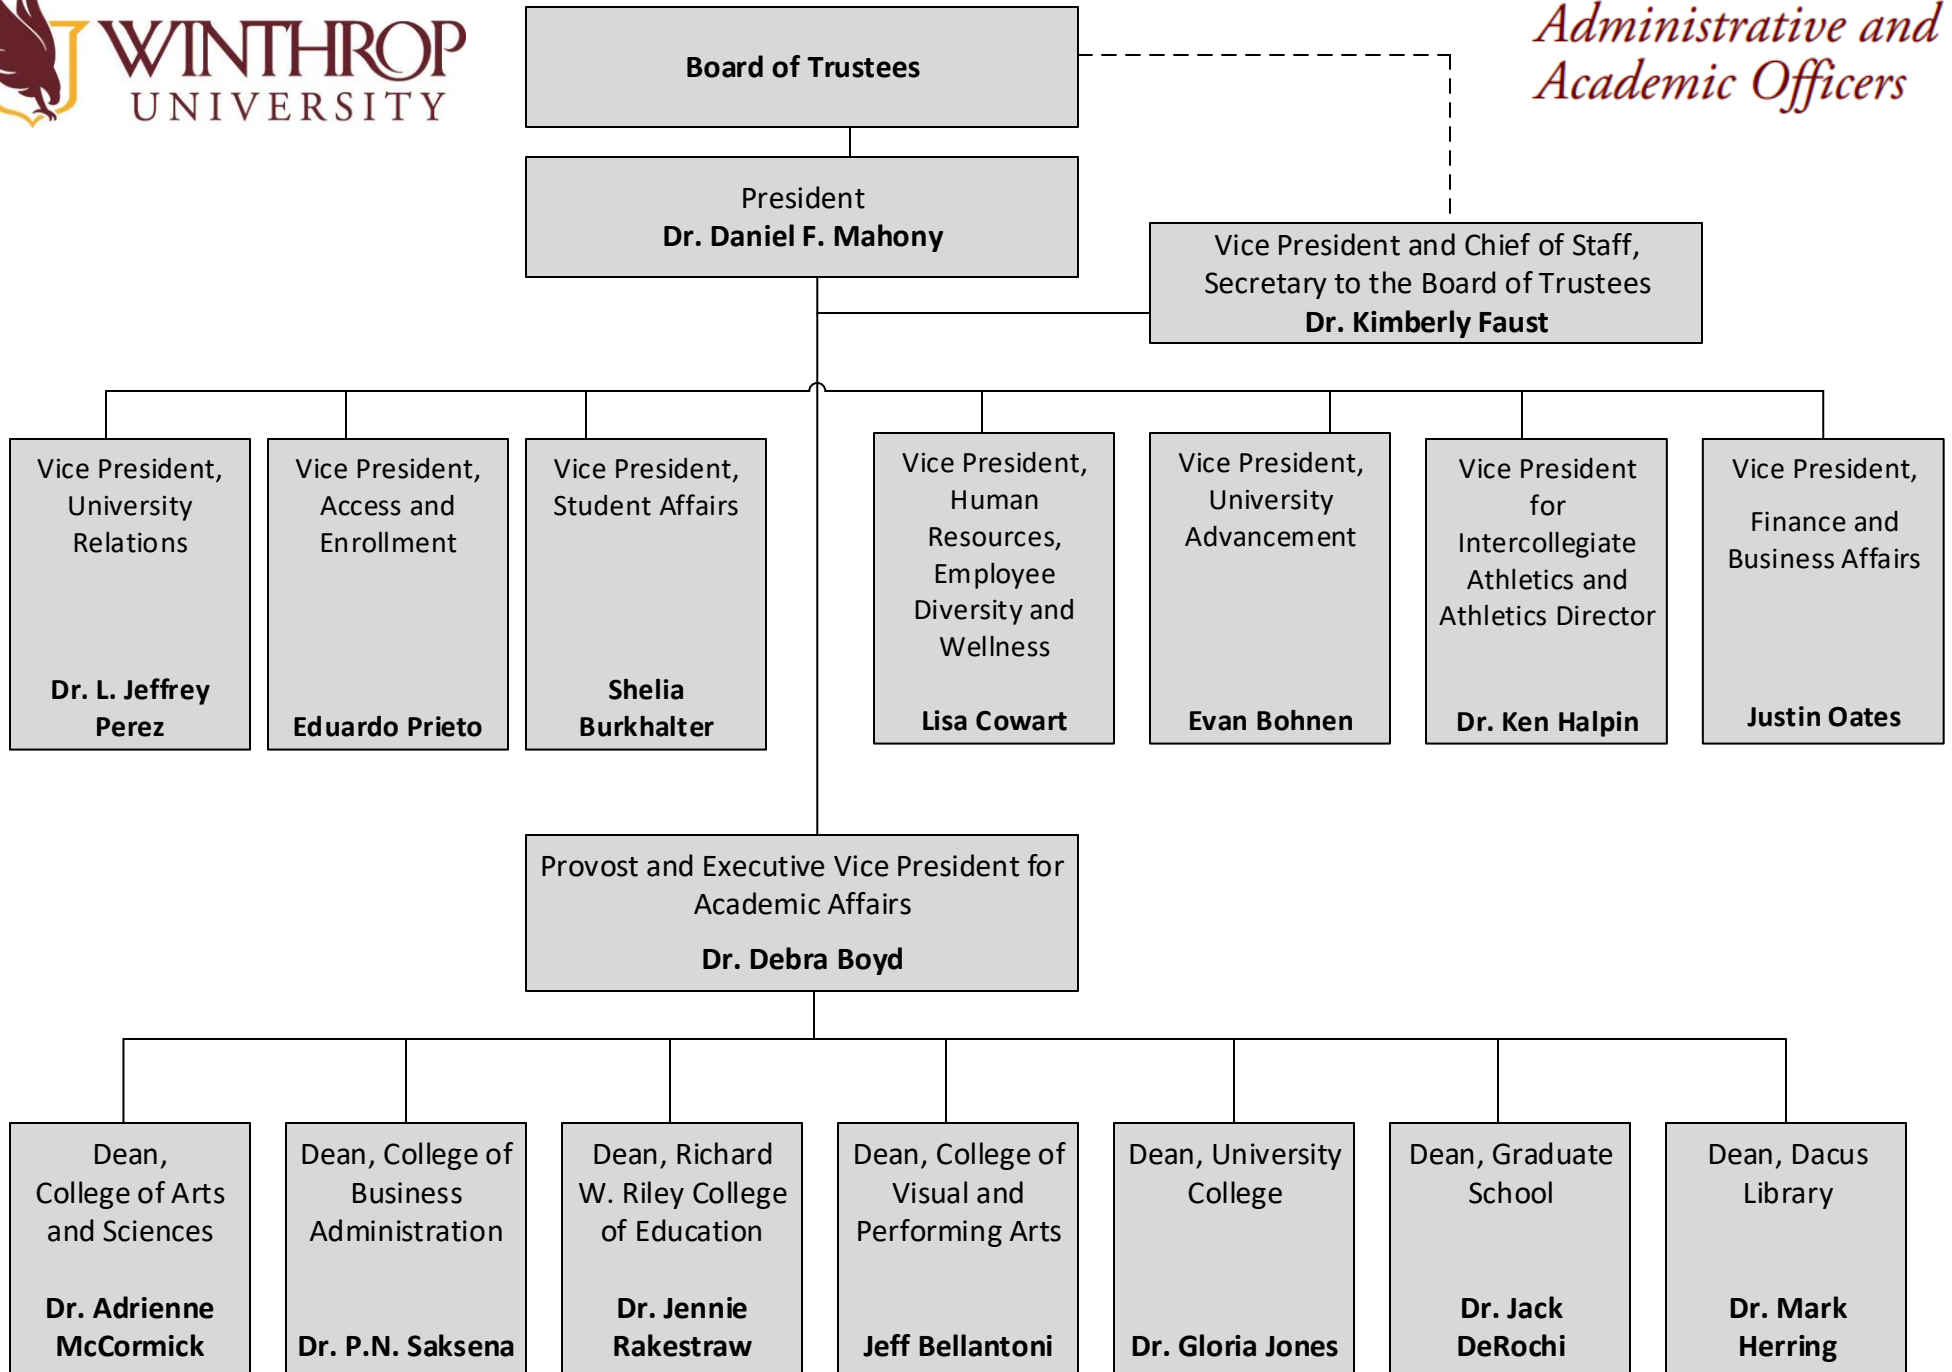 WINTHROP
UNIVERSITY
Administrative and
Academic Officers
Board of Trustees
President
Dr. Daniel F. Mahony
Vice President and Chief of Staff,
Secretary to the Board of Trustees
Dr. Kimberly Faust
Vice President,
University
Relations
Dr. L. Jeffrey
Perez
Vice President,
Access and
Enrollment
Eduardo Prieto
Vice President,
Student Affairs
Shelia
Burkhalter
Vice President,
Human
Resources,
Employee
Diversity and
Wellness
Lisa Cowart
Vice President,
University
Advancement
Evan Bohnen
Vice President
for
Intercollegiate
Athletics and
Athletics Director
Dr. Ken Halpin
Vice President,
Finance and
Business Affairs
Justin Oates
Provost and Executive Vice President for
Academic Affairs
Dr. Debra Boyd
Dean,
College of Arts
and Sciences
Dr. Adrienne
McCormick
Dean, College of
Business
Administration
Dr. P.N. Saksena
Dean, Richard
W. Riley College
of Education
Dr. Jennie
Rakestraw
Dean, College of
Visual and
Performing Arts
Jeff Bellantoni
Dean, University
College
Dr. Gloria Jones
Dean, Graduate
School
Dr. Jack
DeRochi
Dean, Dacus
Library
Dr. Mark
Herring